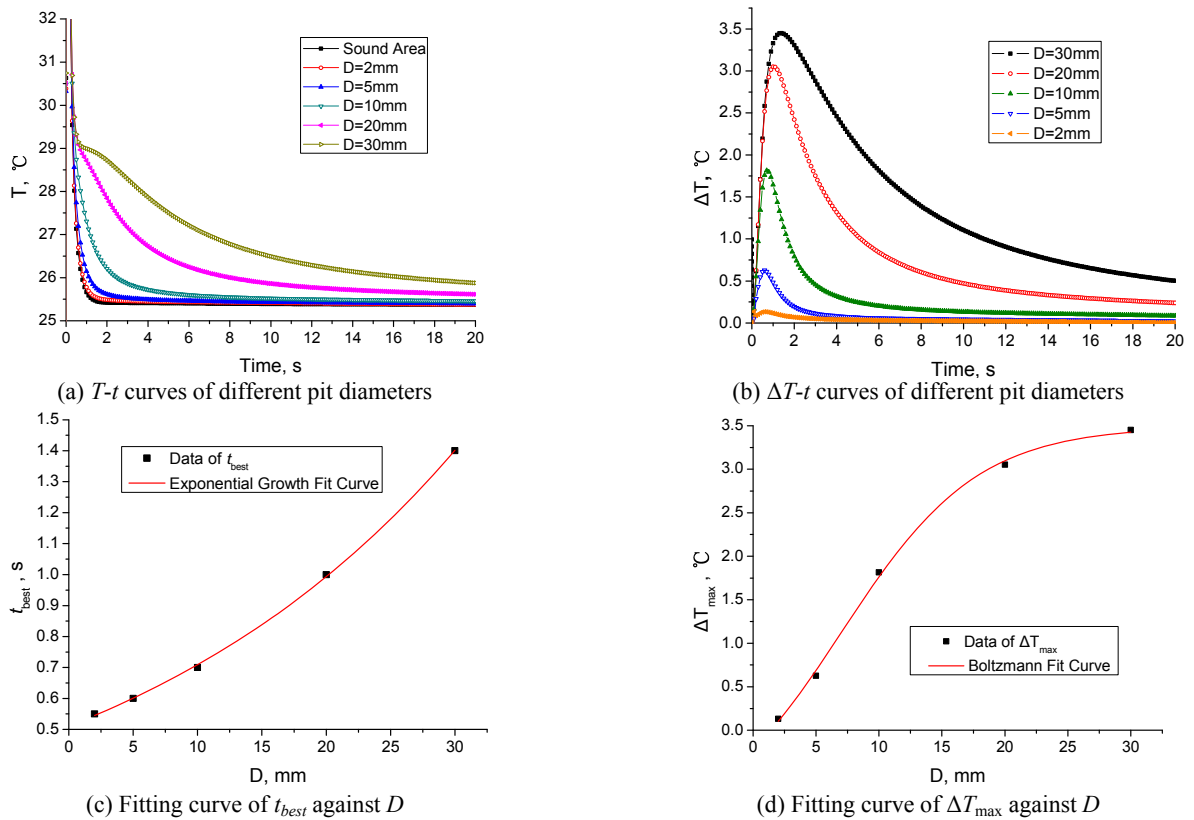 32
31
30
29
28
27
26
25
T, ℃
0 2 4 6 8 10 12 14 16 18 20
Time, s
Sound Area
D=2mm
D=5mm
D=10mm
D=20mm
D=30mm
(a) T-t curves of different pit diameters
3.5
3.0
2.5
2.0
1.5
1.0
0.5
0.0
ΔT, ℃
0 2 4 6 8 10 12 14 16 18 20
Time, s
D=30mm
D=20mm
D=10mm
D=5mm
D=2mm
(b) ΔT-t curves of different pit diameters
1.5
1.4
1.3
1.2
1.1
1.0
0.9
0.8
0.7
0.6
0.5
t_best , s
0 5 10 15 20 25 30
D, mm
Data of t_best
Exponential Growth Fit Curve
(c) Fitting curve of t_best against D
3.5
3.0
2.5
2.0
1.5
1.0
0.5
0.0
ΔT_max , ℃
0 5 10 15 20 25 30
D, mm
Data of ΔT_max
Boltzmann Fit Curve
(d) Fitting curve of ΔT_max against D